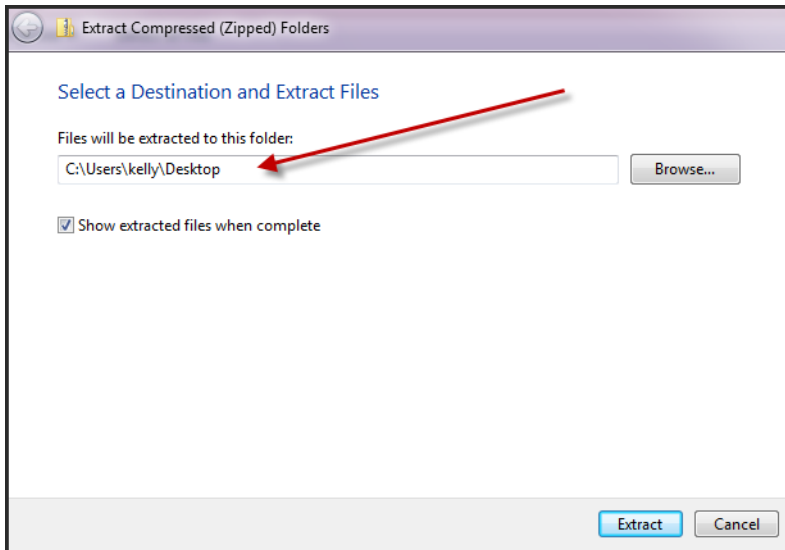 Extract Compressed (Zipped) Folders
Select a Destination and Extract Files
Files will be extracted to this folder:
C:\Users\kelly\Desktop
Browse...
Show extracted files when complete
Extract
Cancel